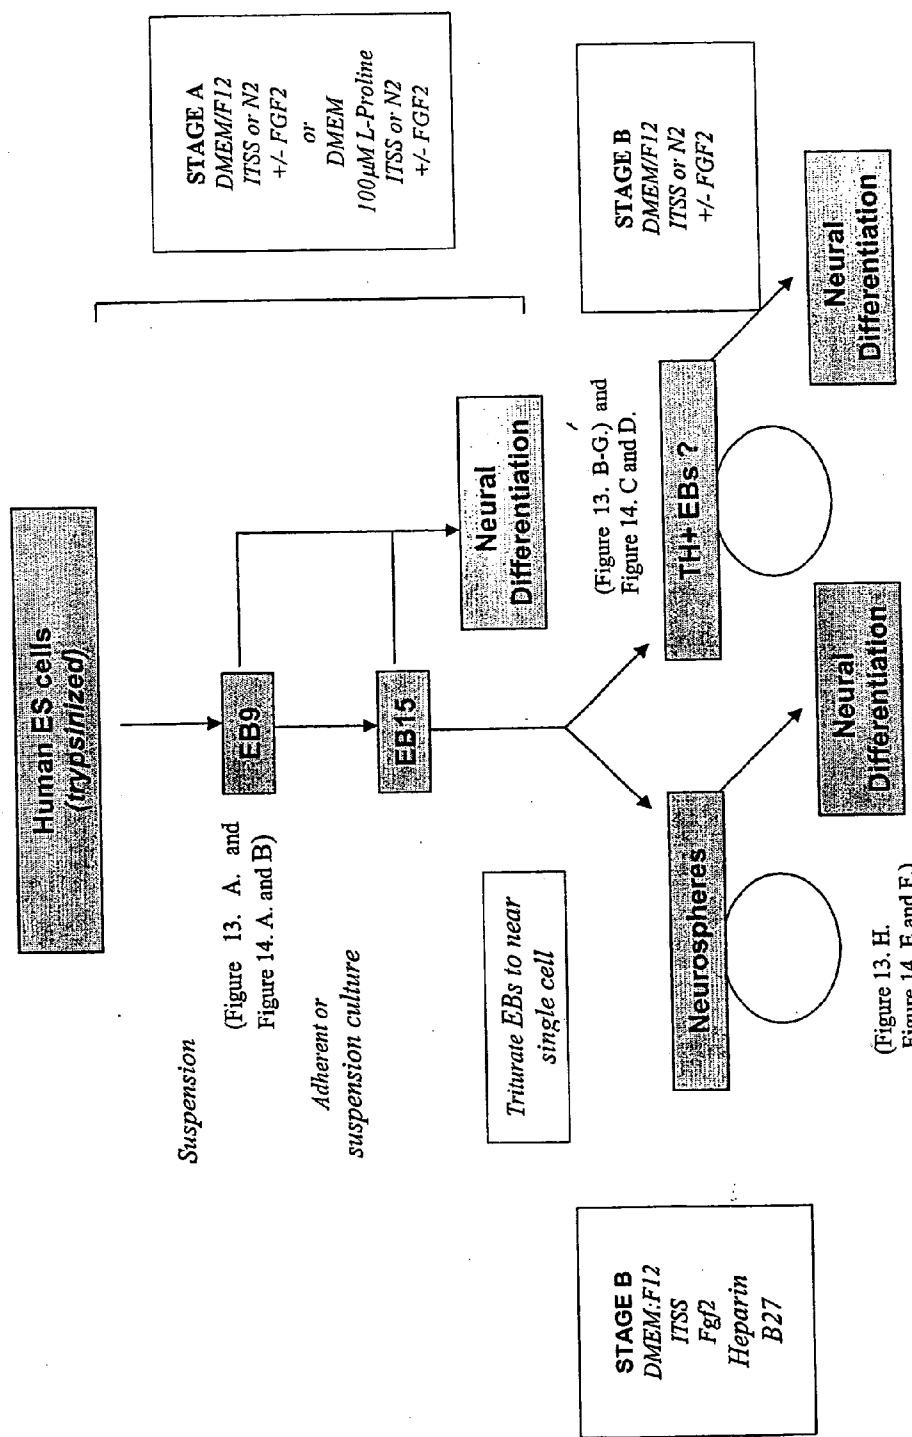 Human ES cells
(trypsinized)
Suspension
EB9
(Figure 13. A. and
Figure 14. A. and B)
Adherent or
suspension culture
EB15
Neural
Differentiation
STAGE A
DMEM/F12
ITSS or N2
+/- FGF2
or
DMEM
100µM L-Proline
ITSS or N2
+/- FGF2
Triturate EBs to near
single cell
(Figure 13. B-G.) and
Figure 14. C and D.
STAGE B
DMEM:F12
ITSS
Fgf2
Heparin
B27
Neurospheres
TH+ EBs ?
STAGE B
DMEM/F12
ITSS or N2
+/- FGF2
Neural
Differentiation
Neural
Differentiation
(Figure 13. H.
Figure 14. E and F.)